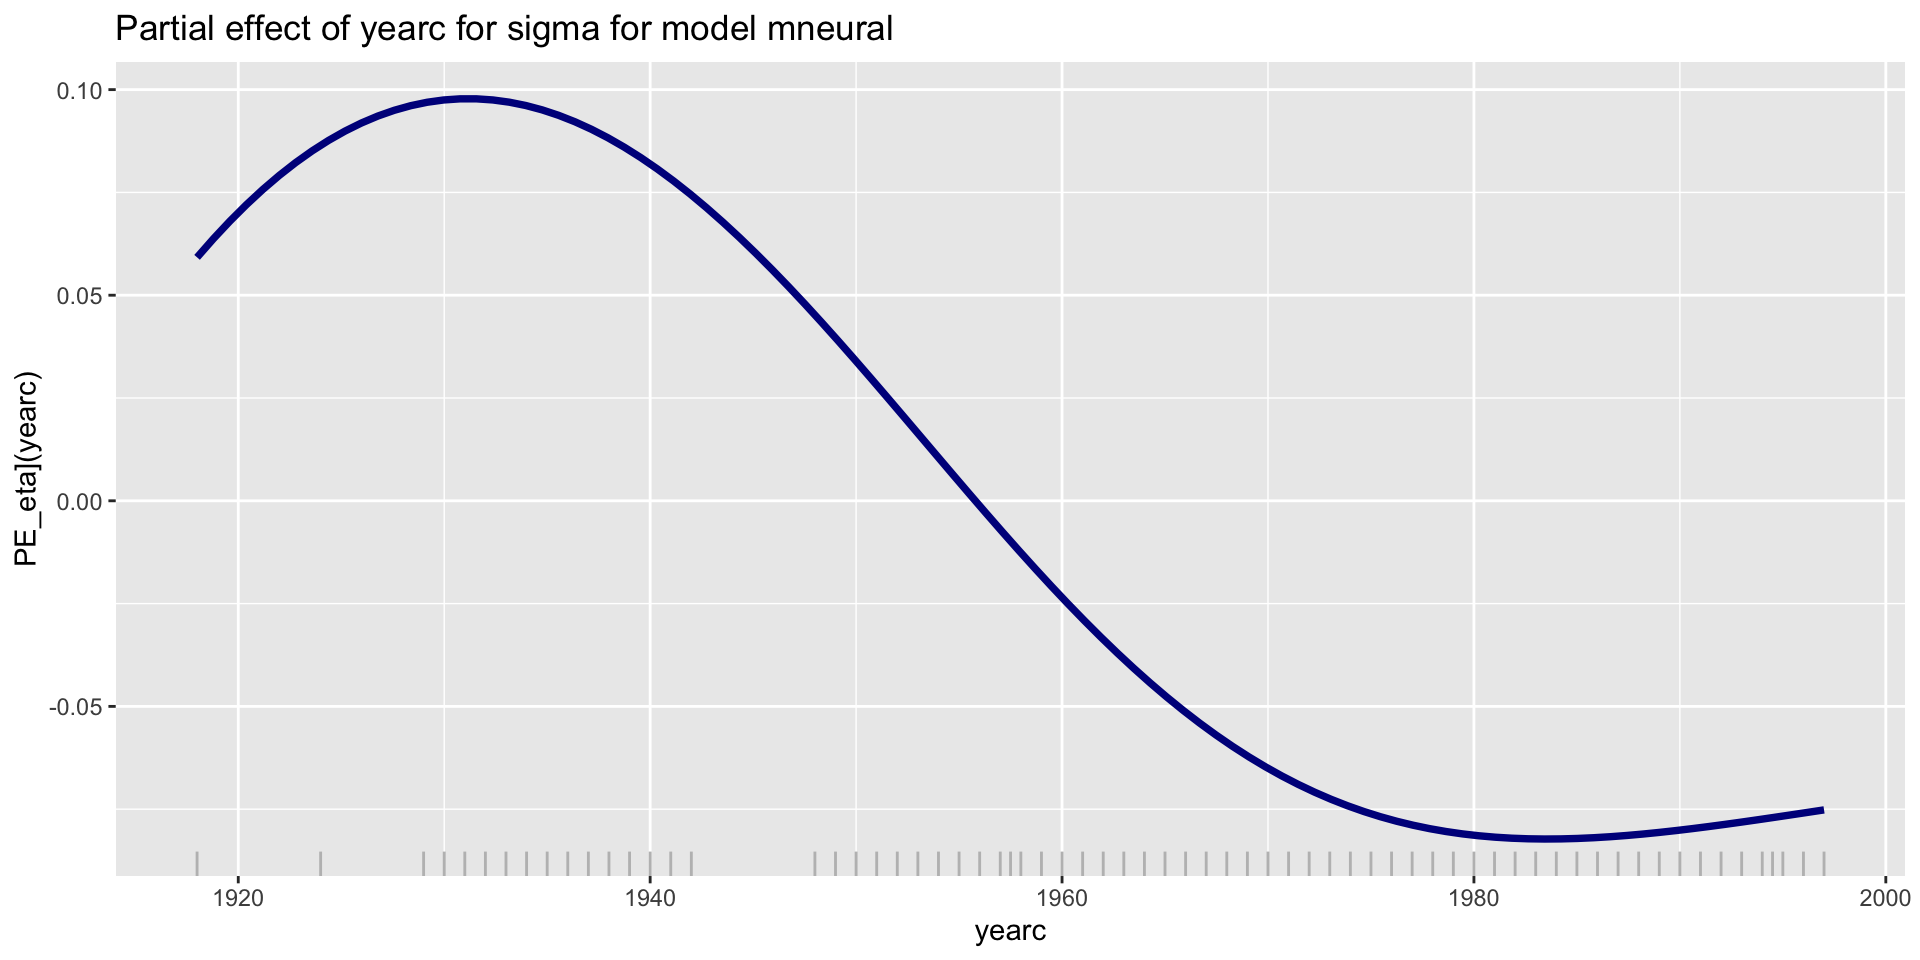 Partial effect of yearc for sigma for model mneural
0.10
0.05
0.00
-0.05
PE_eta](yearc)
1920 1940 1960 1980 2000
yearc